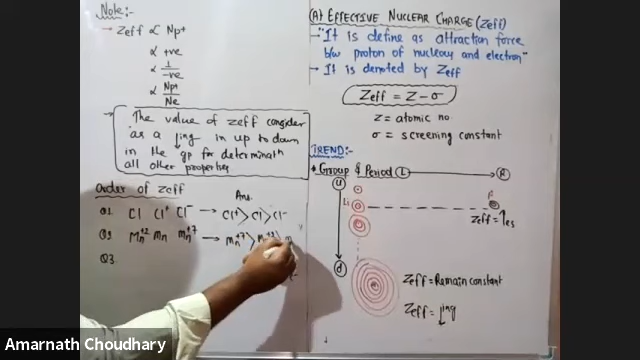 Note:-
→ Zeff ∝ Np+
∝ +ve
∝ 1/-ve
∝ Np+/Ne
→ The value of zeff consider
as a ↓ing in up to down
in the gp for determinath
all other properties
order of Zeff
Ans.
Q1 Cl Cl+ Cl- → Cl+ > Cl > Cl-
Q2 Mn+2 Mn Mn+7 → Mn+7 > Mn+2
Q3
(A) EFFECTIVE NUCLEAR CHARGE (Zeff)
→ "It is define as attraction force
b/w proton of nucleous and electron"
→ It is denoted by Zeff
Zeff = Z - σ
Z = atomic no.
σ = screening constant
TREND:-
Group & Period L → R
U
Li
F
Zeff = ↑es
d
Zeff = Remain constant
Zeff = ↓ing
Amarnath Choudhary